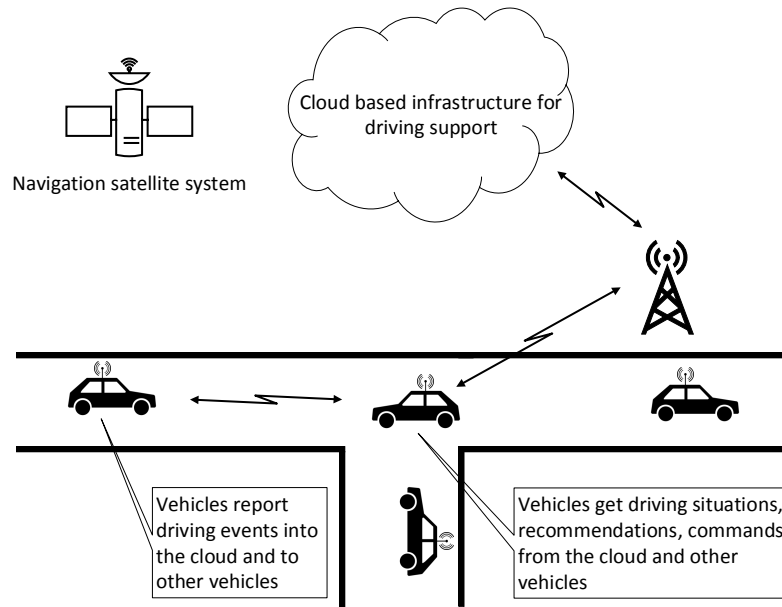 Cloud based infrastructure for
driving support
Navigation satellite system
Vehicles report
driving events into
the cloud and to
other vehicles
Vehicles get driving situations,
recommendations, commands
from the cloud and other
vehicles